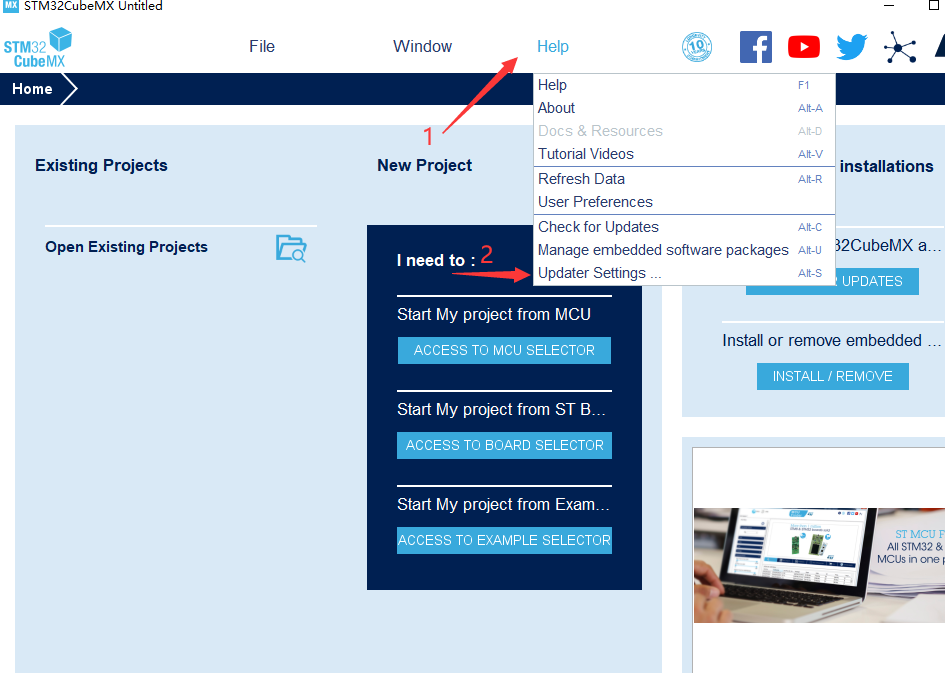 MX STM32CubeMX Untitled
STM32
CubeMX
File
Window
Help
10
Home
1
Help F1
About Alt-A
Docs & Resources Alt-D
Tutorial Videos Alt-V
Refresh Data Alt-R
User Preferences
Check for Updates Alt-C
Manage embedded software packages Alt-U
Updater Settings ... Alt-S
2
Existing Projects
Open Existing Projects
New Project
I need to :
Start My project from MCU
ACCESS TO MCU SELECTOR
Start My project from ST B...
ACCESS TO BOARD SELECTOR
Start My project from Exam...
ACCESS TO EXAMPLE SELECTOR
installations
32CubeMX a...
UPDATES
Install or remove embedded ...
INSTALL / REMOVE
ST MCU F
All STM32 &
MCUs in one p